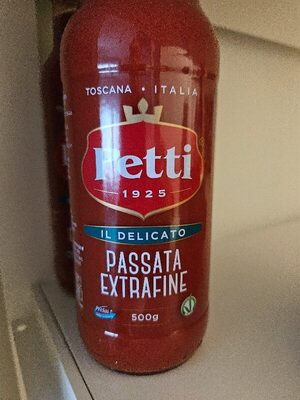 TOSCANA • ITALIA
Petti
1925
IL DELICATO
PASSATA
EXTRAFINE
500g